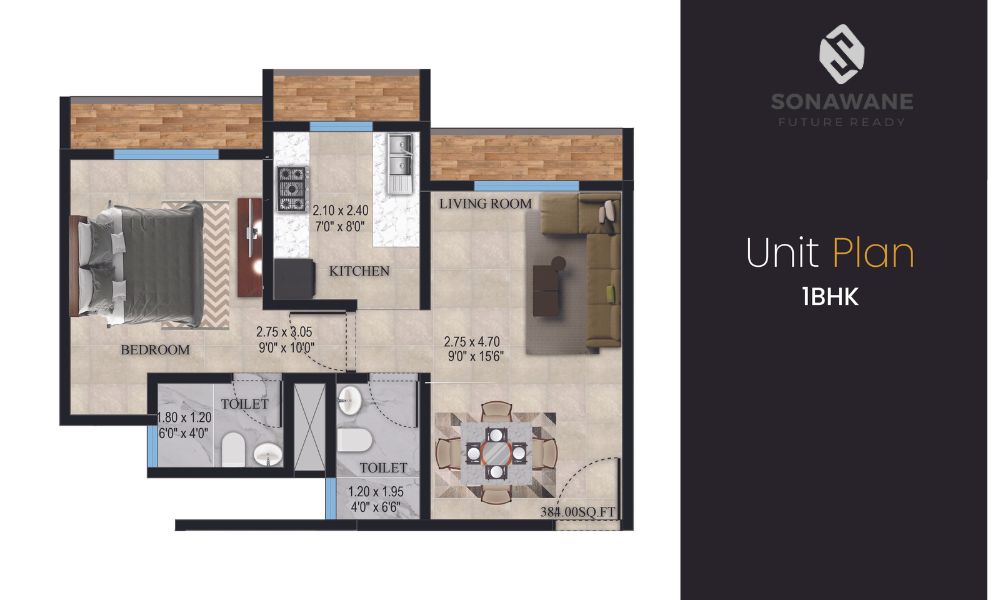 SONAWANE
FUTURE READY
Unit Plan
1BHK
2.10 x 2.40
7'0" x 8'0"
KITCHEN
LIVING ROOM
2.75 x 3.05
9'0" x 10'0"
BEDROOM
2.75 x 4.70
9'0" x 15'6"
TOILET
1.80 x 1.20
6'0" x 4'0"
TOILET
1.20 x 1.95
4'0" x 6'6"
384.00SQ.FT